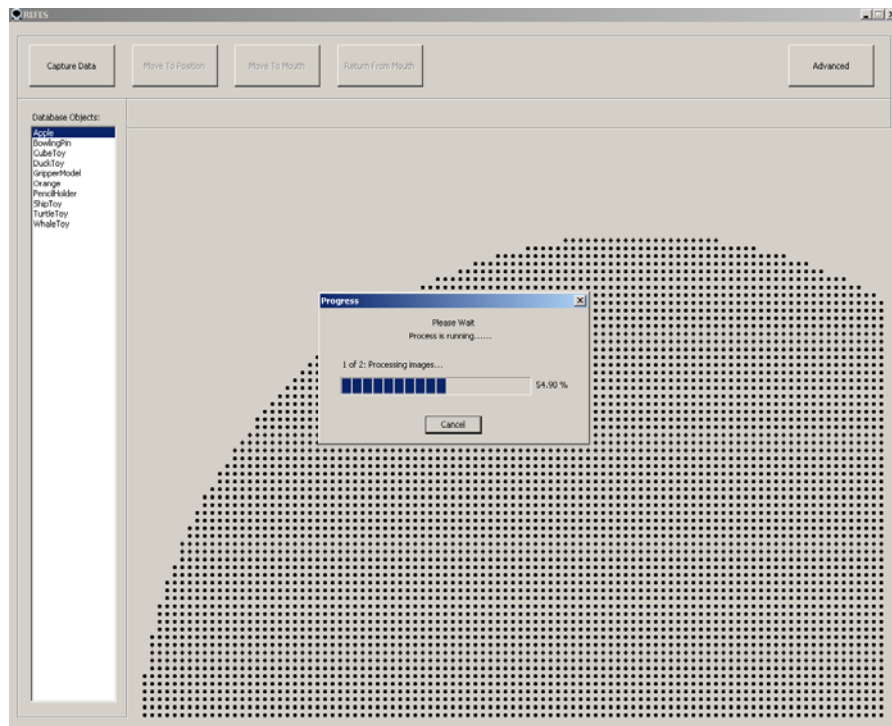 REFES
Capture Data
Move To Position
Move To Mouth
Return From Mouth
Advanced
Database Objects:
Apple
BowlingPin
CubeToy
DuckToy
GripperModel
Orange
PencilHolder
ShipToy
TurtleToy
WhaleToy
Progress
Please Wait
Process is running......
1 of 2: Processing images...
54.90 %
Cancel